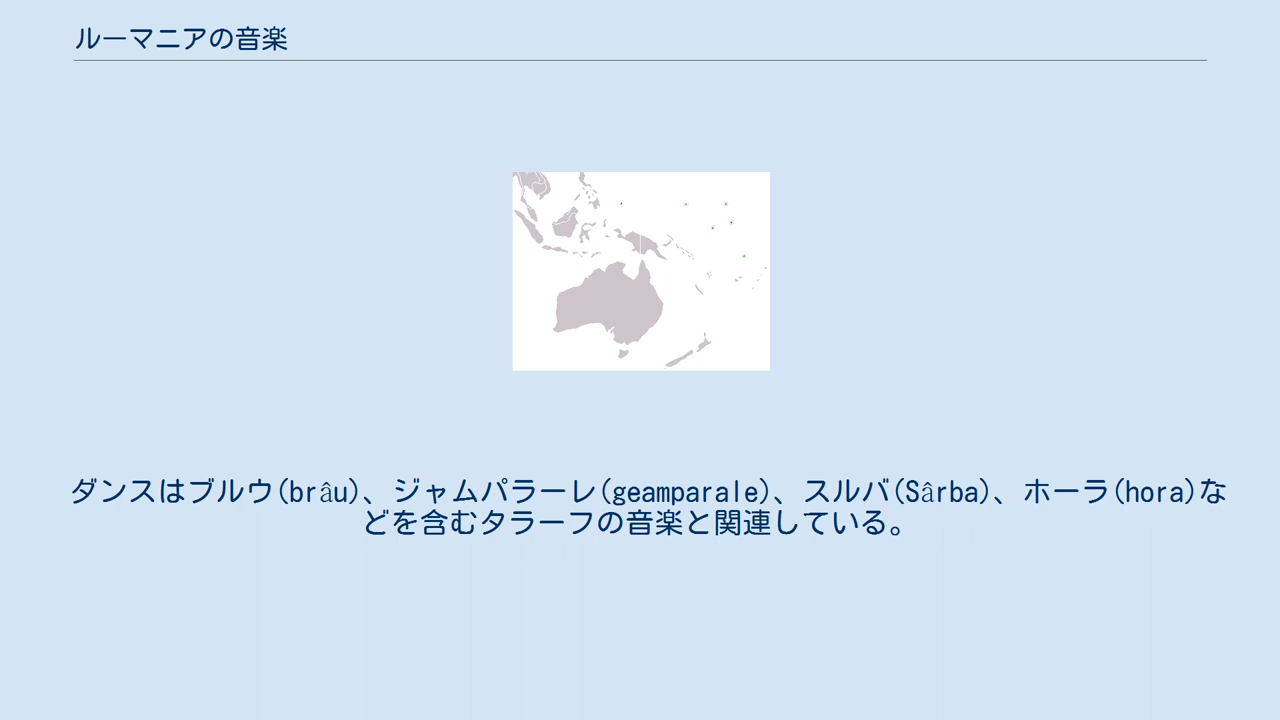 ルーマニアの音楽
ダンスはブルウ(brâu)、ジャムパラーレ(geamparale)、スルバ(Sârba)、ホーラ(hora)な
どを含むタラーフの音楽と関連している。